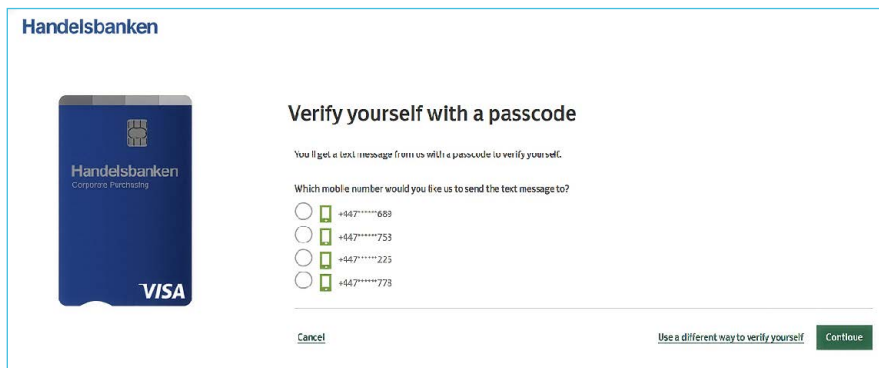 Handelsbanken
Handelsbanken
Corporate Purchasing
VISA
Verify yourself with a passcode
You ll get a text message from us with a passcode to verify yourself.
Which moblie number would you like us to send the text message to?
+447******689
+447******753
+447******225
+447******773
Cancel
Use a different way to verify yourself
Continue